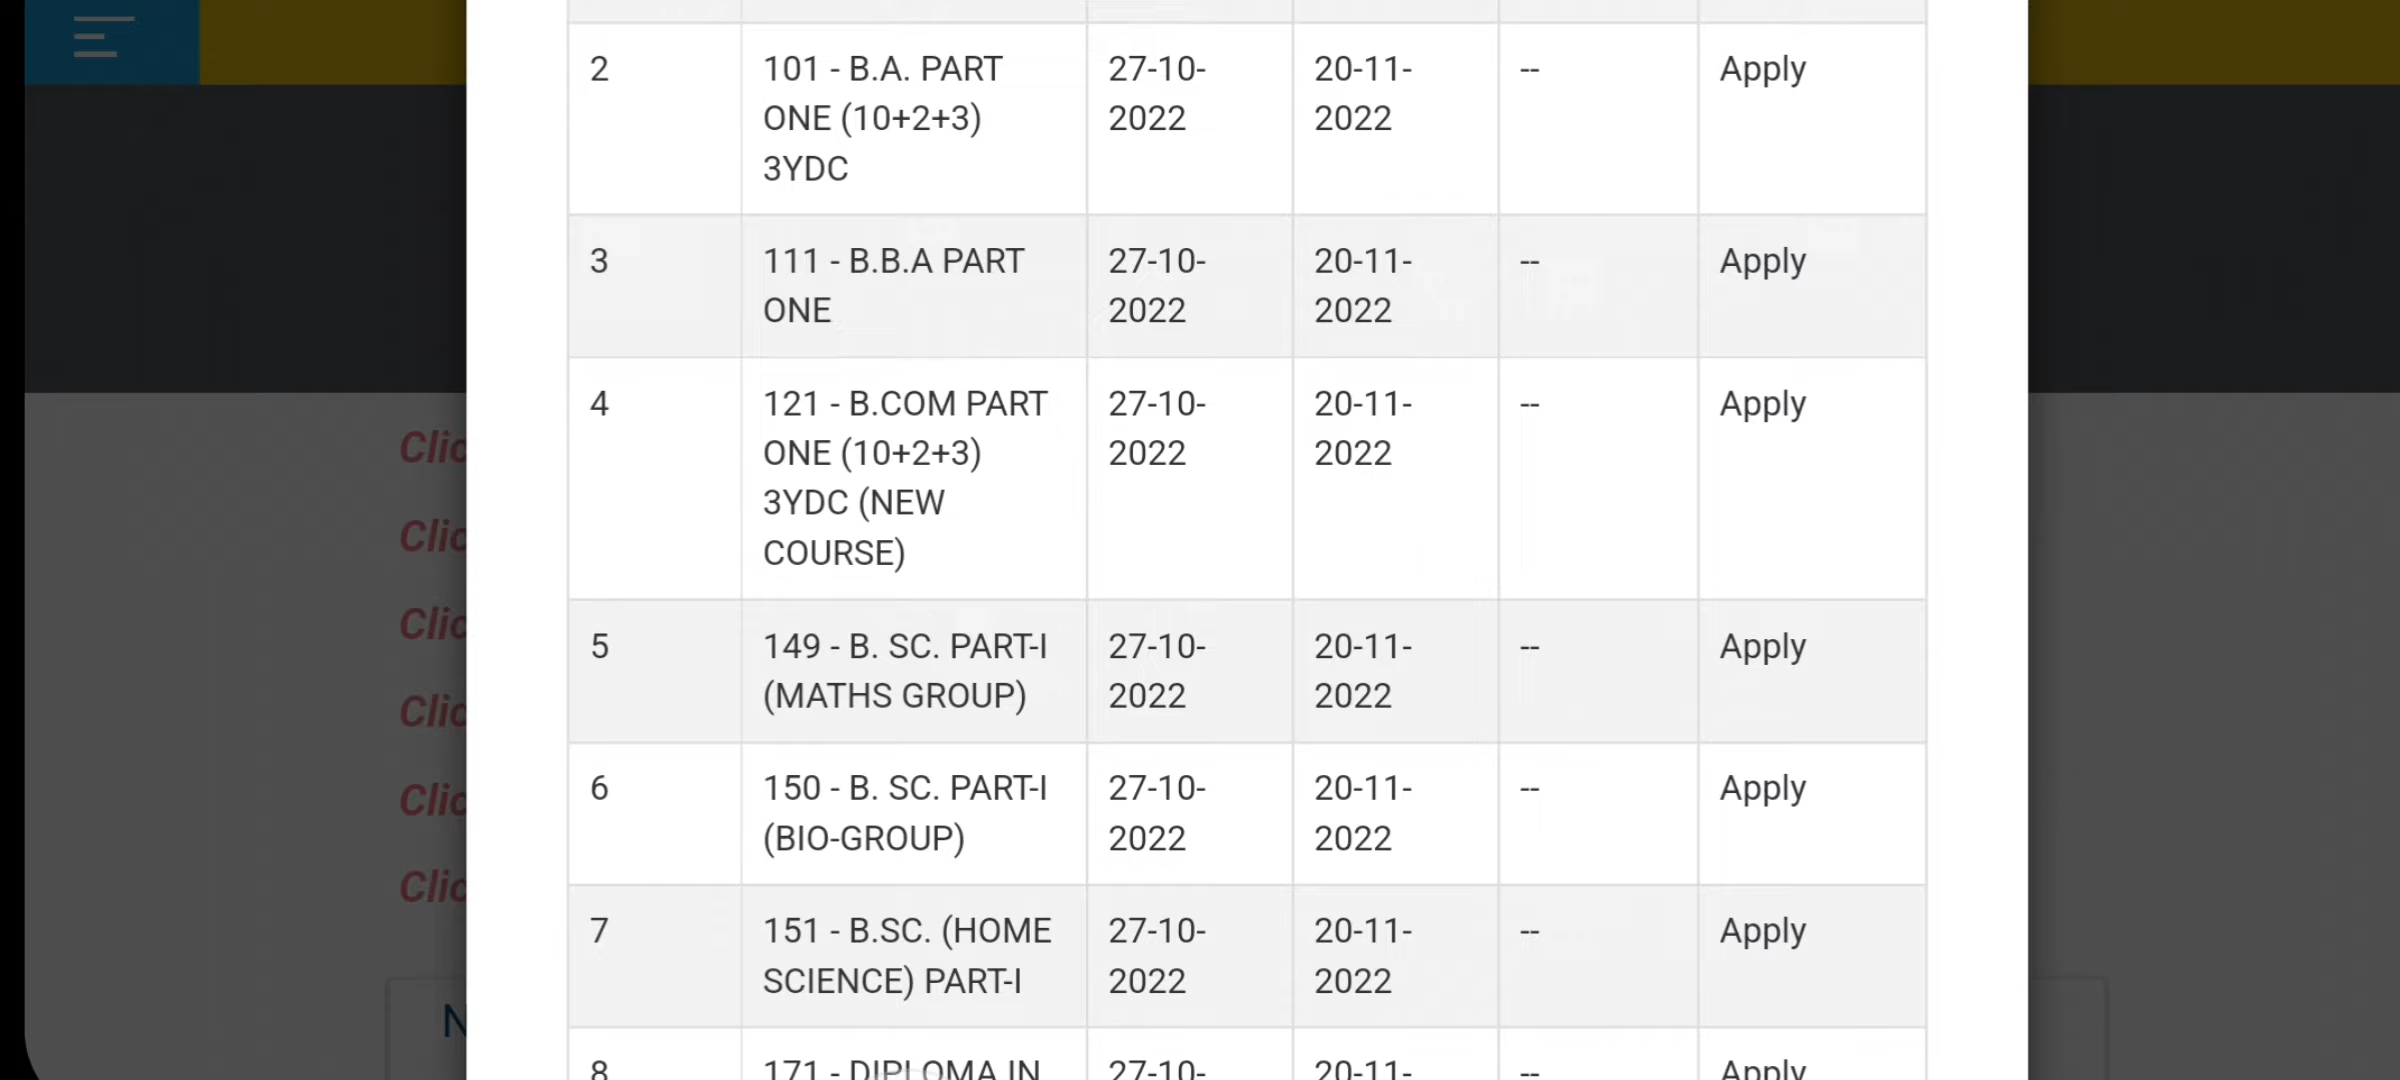 2 101 - B.A. PART 27-10- 20-11- -- Apply
ONE (10+2+3) 2022 2022
3YDC
3 111 - B.B.A PART 27-10- 20-11- -- Apply
ONE 2022 2022
4 121 - B.COM PART 27-10- 20-11- -- Apply
ONE (10+2+3) 2022 2022
3YDC (NEW
COURSE)
5 149 - B. SC. PART-I 27-10- 20-11- -- Apply
(MATHS GROUP) 2022 2022
6 150 - B. SC. PART-I 27-10- 20-11- -- Apply
(BIO-GROUP) 2022 2022
7 151 - B.SC. (HOME 27-10- 20-11- -- Apply
SCIENCE) PART-I 2022 2022
8 171 - DIPLOMA IN 27-10- 20-11- -- Apply